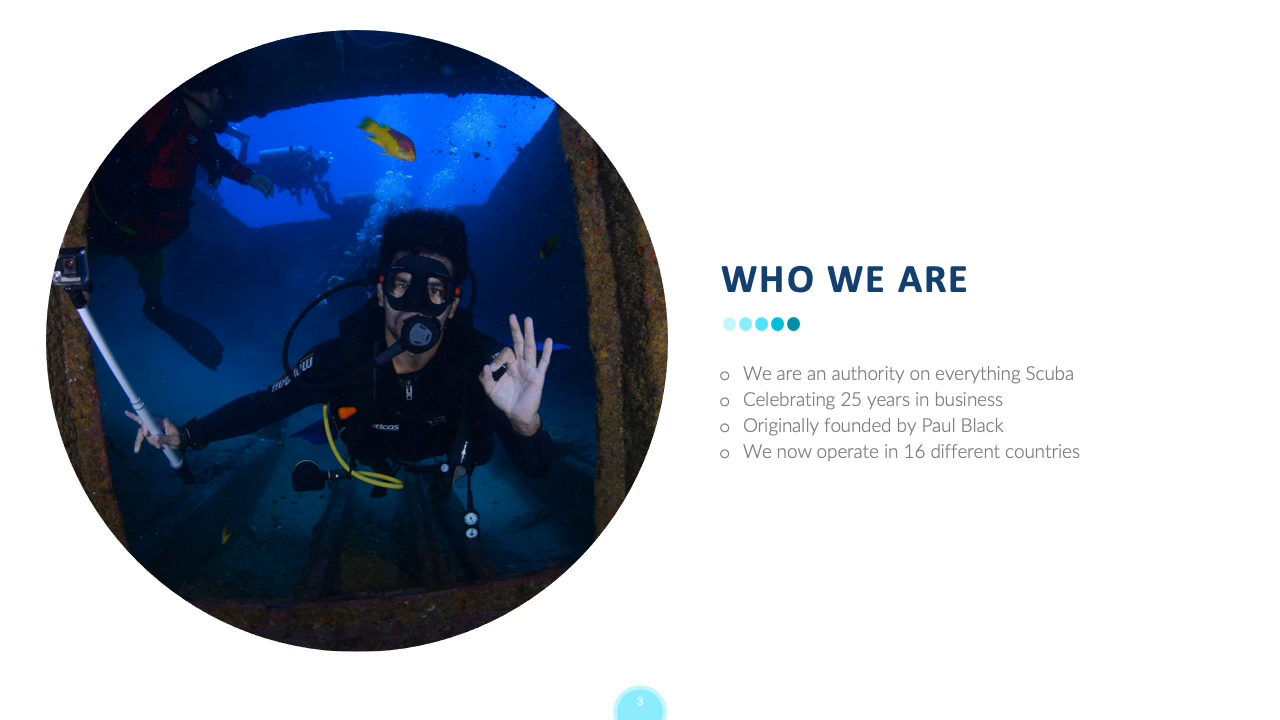 WHO WE ARE
We are an authority on everything Scuba
Celebrating 25 years in business
Originally founded by Paul Black
We now operate in 16 different countries
3